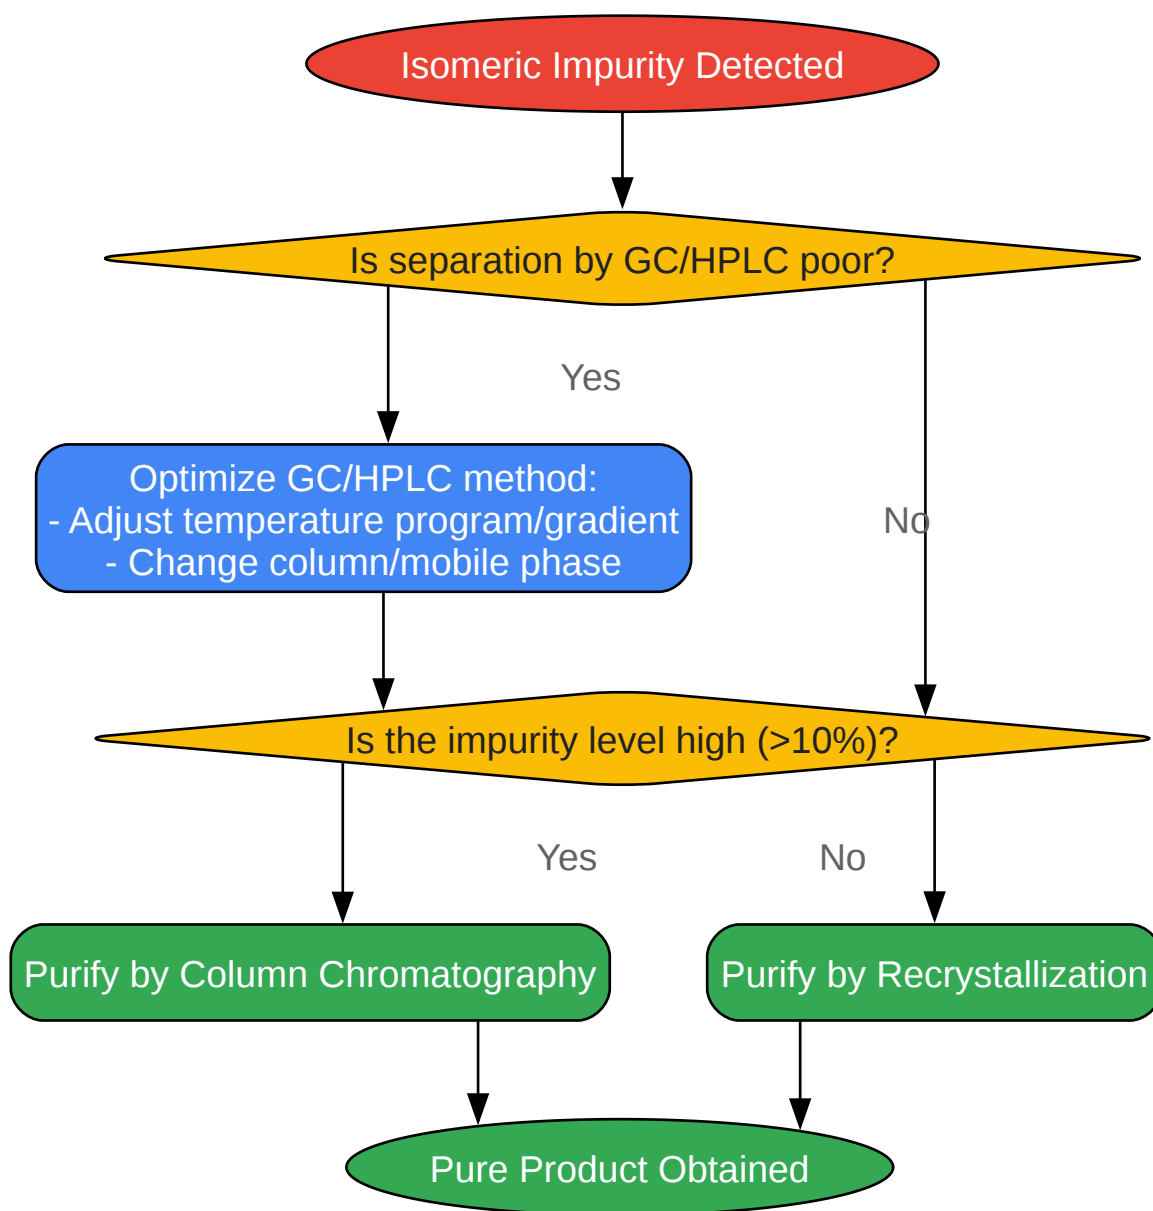 Isomeric Impurity Detected
Is separation by GC/HPLC poor?
Yes
Optimize GC/HPLC method:
- Adjust temperature program/gradient
- Change column/mobile phase
No
Is the impurity level high (>10%)?
Yes
No
Purify by Column Chromatography
Purify by Recrystallization
Pure Product Obtained